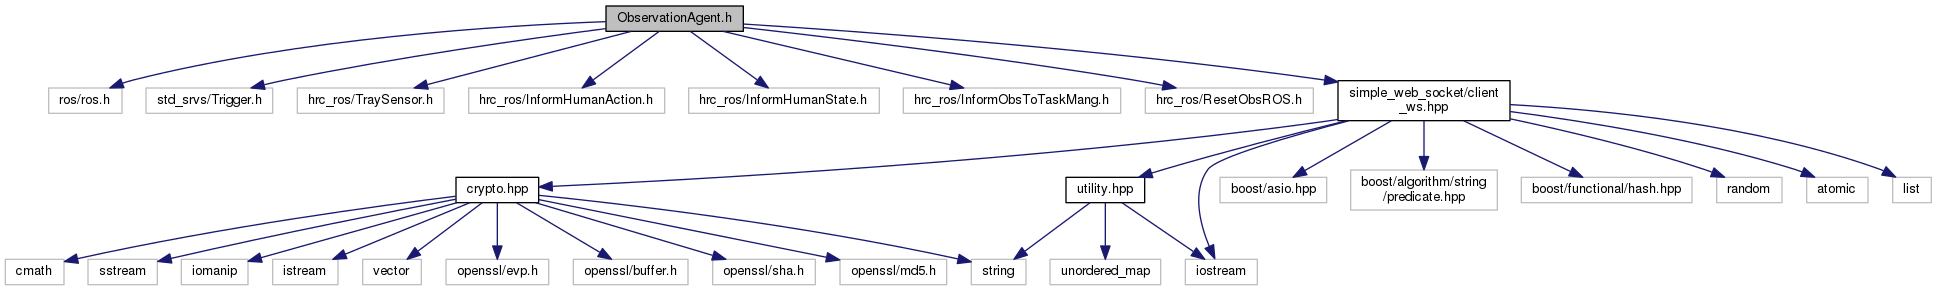 ObservationAgent.h
ros/ros.h
std_srvs/Trigger.h
hrc_ros/TraySensor.h
hrc_ros/InformHumanAction.h
hrc_ros/InformHumanState.h
hrc_ros/InformObsToTaskMang.h
hrc_ros/ResetObsROS.h
simple_web_socket/client
_ws.hpp
crypto.hpp
utility.hpp
boost/asio.hpp
boost/algorithm/string
/predicate.hpp
boost/functional/hash.hpp
random
atomic
list
cmath
sstream
iomanip
istream
vector
openssl/evp.h
openssl/buffer.h
openssl/sha.h
openssl/md5.h
string
unordered_map
iostream